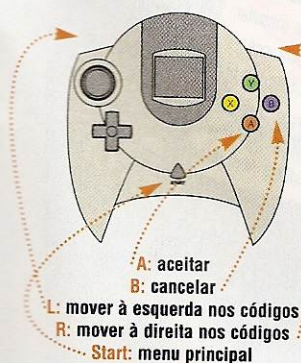 Y
X
B
A
A: aceitar
B: cancelar
L: mover à esquerda nos códigos
R: mover à direita nos códigos
Start: menu principal